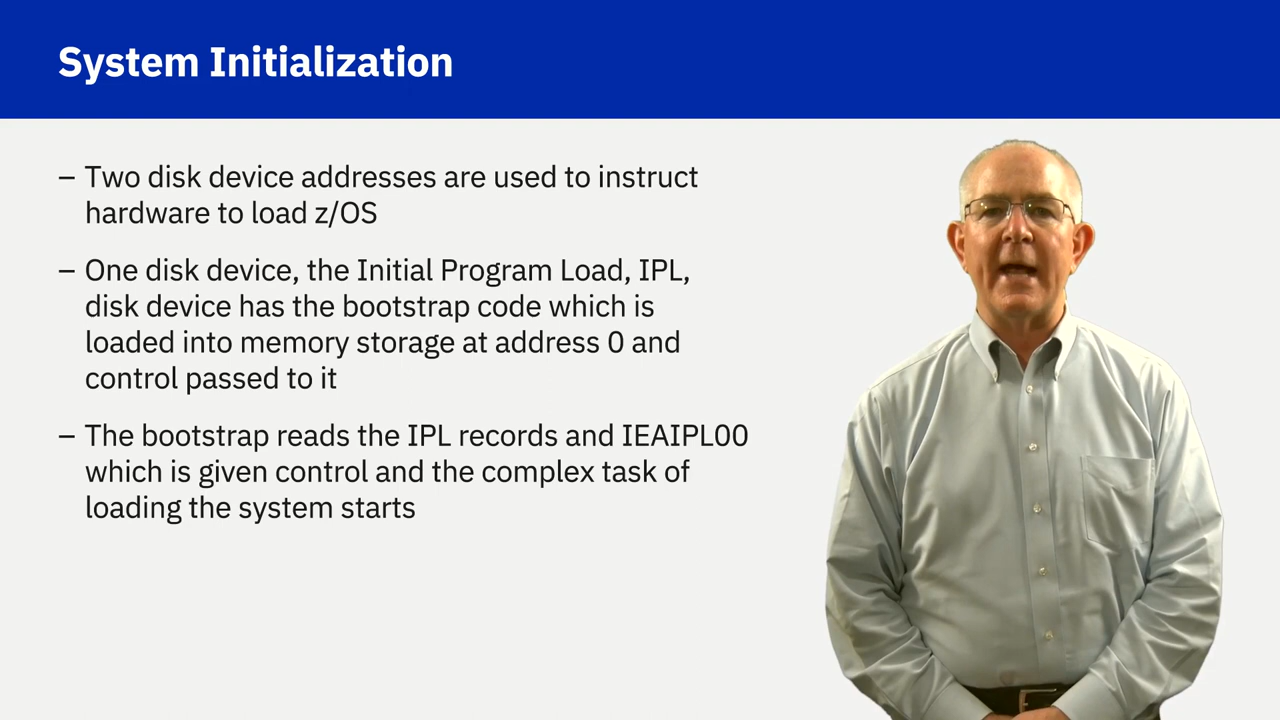 System Initialization
– Two disk device addresses are used to instruct
hardware to load z/OS
– One disk device, the Initial Program Load, IPL,
disk device has the bootstrap code which is
loaded into memory storage at address 0 and
control passed to it
– The bootstrap reads the IPL records and IEAIPL00
which is given control and the complex task of
loading the system starts